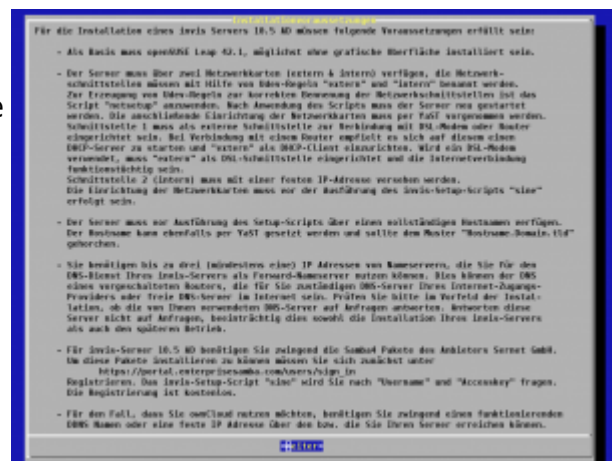 e
Installationsvoraussetzungen
Für die Installation eines invis Servers 10.5 AD müssen folgende Voraussetzungen erfüllt sein:
- Als Basis muss openSUSE Leap 42.1, möglichst ohne grafische Oberfläche installiert sein.
- Der Server muss über zwei Netzwerkkarten (extern & intern) verfügen, die Netzwerk-
schnittstellen müssen mit Hilfe von Udev-Regeln "extern" und "intern" benannt werden.
Zur Erzeugung von Udev-Regeln zur korrekten Benennung der Netzwerkschnittstellen ist das
Script "netsetup" anzuwenden. Nach Anwendung des Scripts muss der Server neu gestartet
werden. Die anschließende Einrichtung der Netzwerkkarten muss per YaST vorgenommen werden.
Schnittstelle 1 muss als externe Schnittstelle zur Verbindung mit DSL-Modem oder Router
eingerichtet sein. Bei Verbindung mit einem Router empfielt es sich auf diesem einen
DHCP-Server zu starten und "extern" als DHCP-Client einzurichten. Wird ein DSL-Modem
verwendet, muss "extern" als DSL-Schnittstelle eingerichtet und die Internetverbindung
funktionstüchtig sein.
Schnittstelle 2 (intern) muss mit einer festen IP-Adresse versehen werden.
Die Einrichtung der Netzwerkkarten muss vor der Ausführung des invis-Setup-Scripts "sine"
erfolgt sein.
- Der Server muss vor Ausführung des Setup-Scripts über einen vollständigen Hostnamen verfügen.
Der Hostname kann ebenfalls per YaST gesetzt werden und sollte dem Muster "Hostname.Domain.tld"
gehorchen.
- Sie benötigen bis zu drei (mindestens eine) IP Adressen von Nameservern, die Sie für den
DNS-Dienst Ihres invis-Servers als Forward-Nameserver nutzen können. Dies können der DNS
eines vorgeschalteten Routers, die für Sie zuständigen DNS-Server Ihres Internet-Zugangs-
Providers oder freie DNS-Server im Internet sein. Prüfen Sie bitte im Vorfeld der Instal-
lation, ob die von Ihnen verwendeten DNS-Server auf Anfragen antworten. Antworten diese
Server nicht auf Anfragen, beeinträchtig dies sowohl die Installation Ihres invis-Servers
als auch den späteren Betrieb.
- Für invis-Server 10.5 AD benötigen Sie zwingend die Samba4 Pakete des Anbieters Sernet GmbH.
Um diese Pakete installieren zu können müssen Sie sich zunächst unter
https://portal.enterprisesamba.com/users/sign_in
Registrieren. Das invis-Setup-Script "sine" wird Sie nach "Username" und "Accesskey" fragen.
Die Registrierung ist kostenlos.
- Für den Fall, dass Sie ownCloud nutzen möchten, benötigen Sie zwingend einen funktionierenden
DDNS Namen oder eine feste IP Adresse über den bzw. die Sie Ihren Server erreichen können.
Weiter>